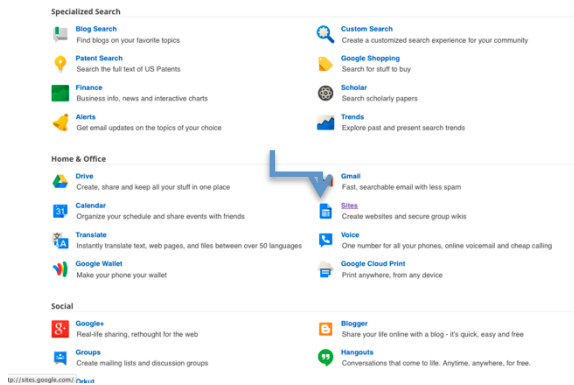 Specialized Search
Blog Search
Find blogs on your favorite topics
Custom Search
Create a customized search experience for your community
Patent Search
Search the full text of US Patents
Google Shopping
Search for stuff to buy
Finance
Business info, news and interactive charts
Scholar
Search scholarly papers
Alerts
Get email updates on the topics of your choice
Trends
Explore past and present search trends
Home & Office
Drive
Create, share and keep all your stuff in one place
Gmail
Fast, searchable email with less spam
31
Calendar
Organize your schedule and share events with friends
Sites
Create websites and secure group wikis
Translate
Instantly translate text, web pages, and files between over 50 languages
Voice
One number for all your phones, online voicemail and cheap calling
Google Wallet
Make your phone your wallet
Google Cloud Print
Print anywhere, from any device
Social
Google+
Real-life sharing, rethought for the web
Blogger
Share your life online with a blog - it's quick, easy and free
Groups
Create mailing lists and discussion groups
Hangouts
Conversations that come to life. Anytime, anywhere, for free.
tp://sites.google.com/
Orkut